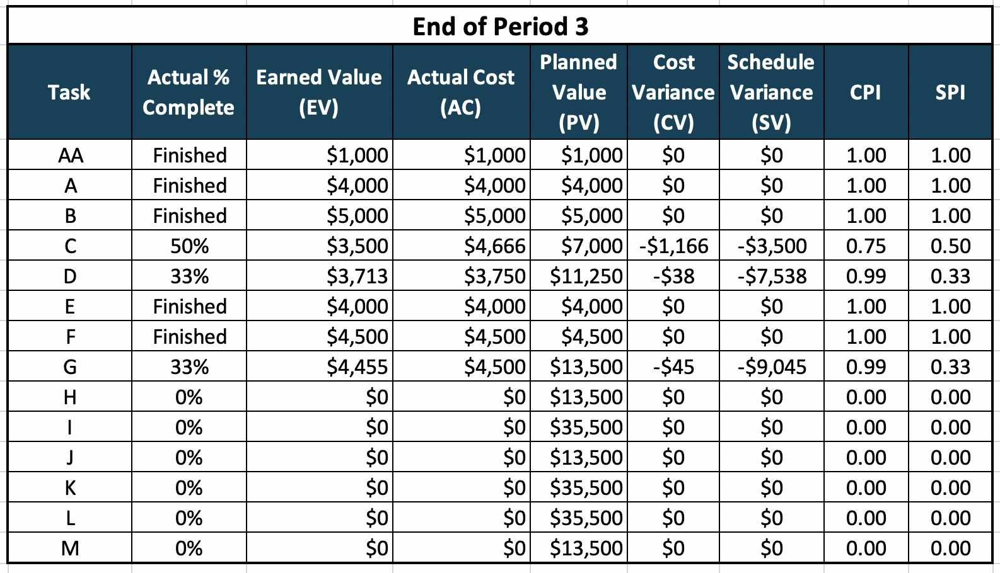 End of Period 3
Task Actual % Complete Earned Value (EV) Actual Cost (AC) Planned Value (PV) Cost Variance (CV) Schedule Variance (SV) CPI SPI
AA Finished $1,000 $1,000 $1,000 $0 $0 1.00 1.00
A Finished $4,000 $4,000 $4,000 $0 $0 1.00 1.00
B Finished $5,000 $5,000 $5,000 $0 $0 1.00 1.00
C 50% $3,500 $4,666 $7,000 -$1,166 -$3,500 0.75 0.50
D 33% $3,713 $3,750 $11,250 -$38 -$7,538 0.99 0.33
E Finished $4,000 $4,000 $4,000 $0 $0 1.00 1.00
F Finished $4,500 $4,500 $4,500 $0 $0 1.00 1.00
G 33% $4,455 $4,500 $13,500 -$45 -$9,045 0.99 0.33
H 0% $0 $0 $13,500 $0 $0 0.00 0.00
I 0% $0 $0 $35,500 $0 $0 0.00 0.00
J 0% $0 $0 $13,500 $0 $0 0.00 0.00
K 0% $0 $0 $35,500 $0 $0 0.00 0.00
L 0% $0 $0 $35,500 $0 $0 0.00 0.00
M 0% $0 $0 $13,500 $0 $0 0.00 0.00